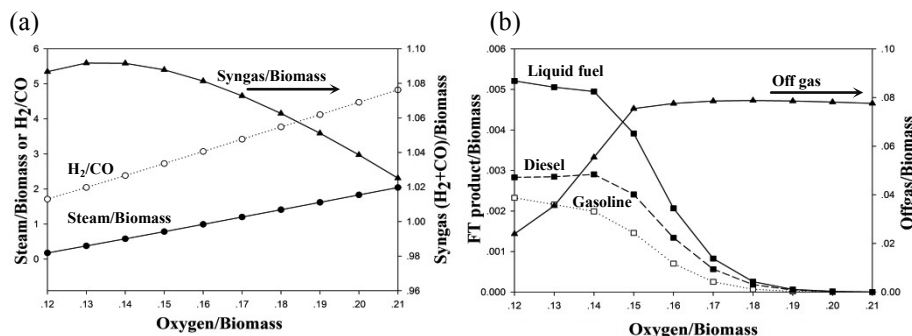 (a)
Steam/Biomass or H2/CO
6
5
4
3
2
1
0
Syngas/Biomass
H2/CO
Steam/Biomass
1.10
1.08
1.06
1.04
1.02
1.00
.98
.96
Syngas (H2+CO)/Biomass
.12 .13 .14 .15 .16 .17 .18 .19 .20 .21
Oxygen/Biomass
(b)
FT product/Biomass
.006
.005
.004
.003
.002
.001
0.000
Liquid fuel
Off gas
Diesel
Gasoline
.10
.08
.06
.04
.02
0.00
Offgas/Biomass
.12 .13 .14 .15 .16 .17 .18 .19 .20 .21
Oxygen/Biomass